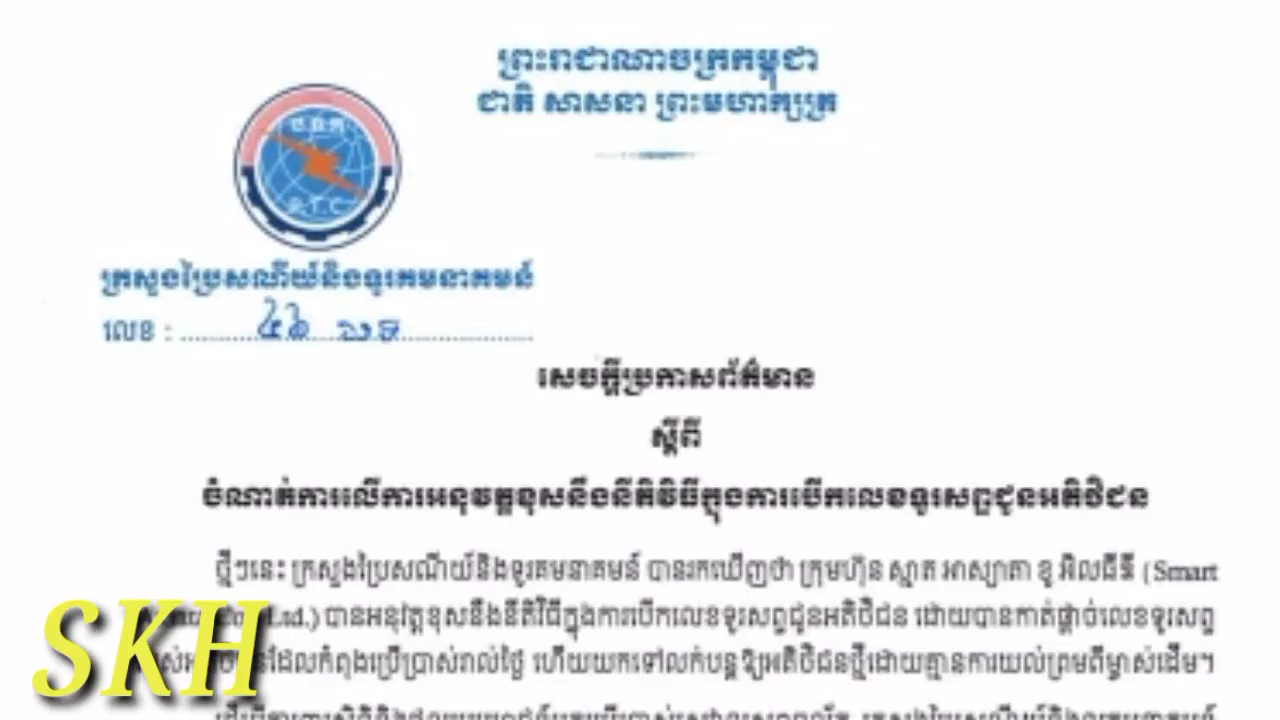 ព្រះរាជាណាចក្រកម្ពុជា
ជាតិ សាសនា ព្រះមហាក្សត្រ
ប.ន.ក
P.T.C
ក្រសួងប្រៃសណីយ៍និងទូរគមនាគមន៍
លេខ :
សេចក្តីប្រកាសព័ត៌មាន
ស្តីពី
ចំណាត់ការលើការអនុវត្តខុសនឹងនីតិវិធីក្នុងការបើកលេខទូរសព្ទជូនអតិថិជន
ថ្មីៗនេះ ក្រសួងប្រៃសណីយ៍និងទូរគមនាគមន៍ បានរកឃើញថា ក្រុមហ៊ុន ស្មាត អាស្យាតា ខូ អិលធីឌី (Smart
Ltd.) បានអនុវត្តខុសនឹងនីតិវិធីក្នុងការបើកលេខទូរសព្ទជូនអតិថិជន ដោយបានកាត់ផ្តាច់លេខទូរសព្ទ
ដែលកំពុងប្រើប្រាស់រាល់ថ្ងៃ ហើយយកទៅលក់បន្តឱ្យអតិថិជនថ្មីដោយគ្មានការយល់ព្រមពីម្ចាស់ដើម។
SKH